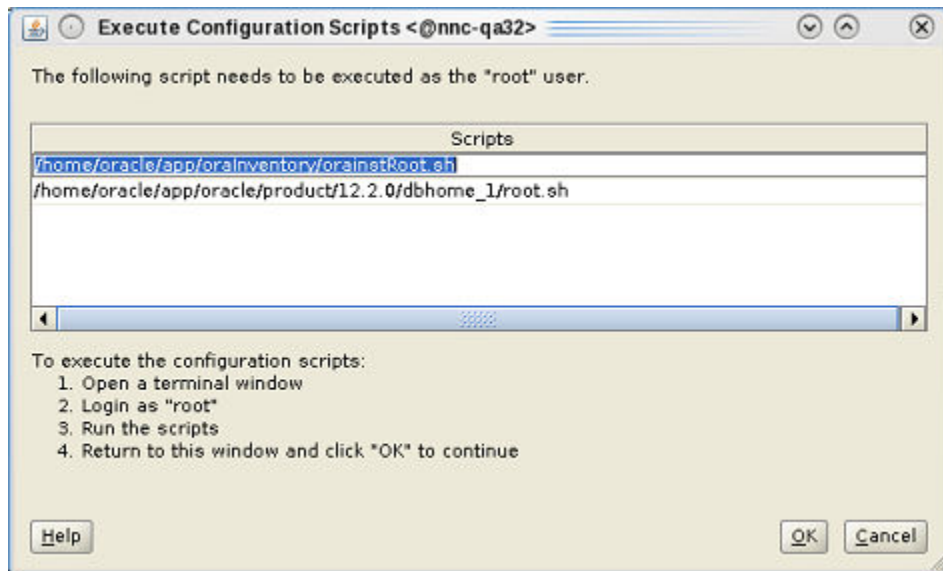 Execute Configuration Scripts <@nnc-qa32>
The following script needs to be executed as the "root" user.
Scripts
/home/oracle/app/oraInventory/orainstRoot.sh
/home/oracle/app/oracle/product/12.2.0/dbhome_1/root.sh
To execute the configuration scripts:
1. Open a terminal window
2. Login as "root"
3. Run the scripts
4. Return to this window and click "OK" to continue
Help
OK
Cancel